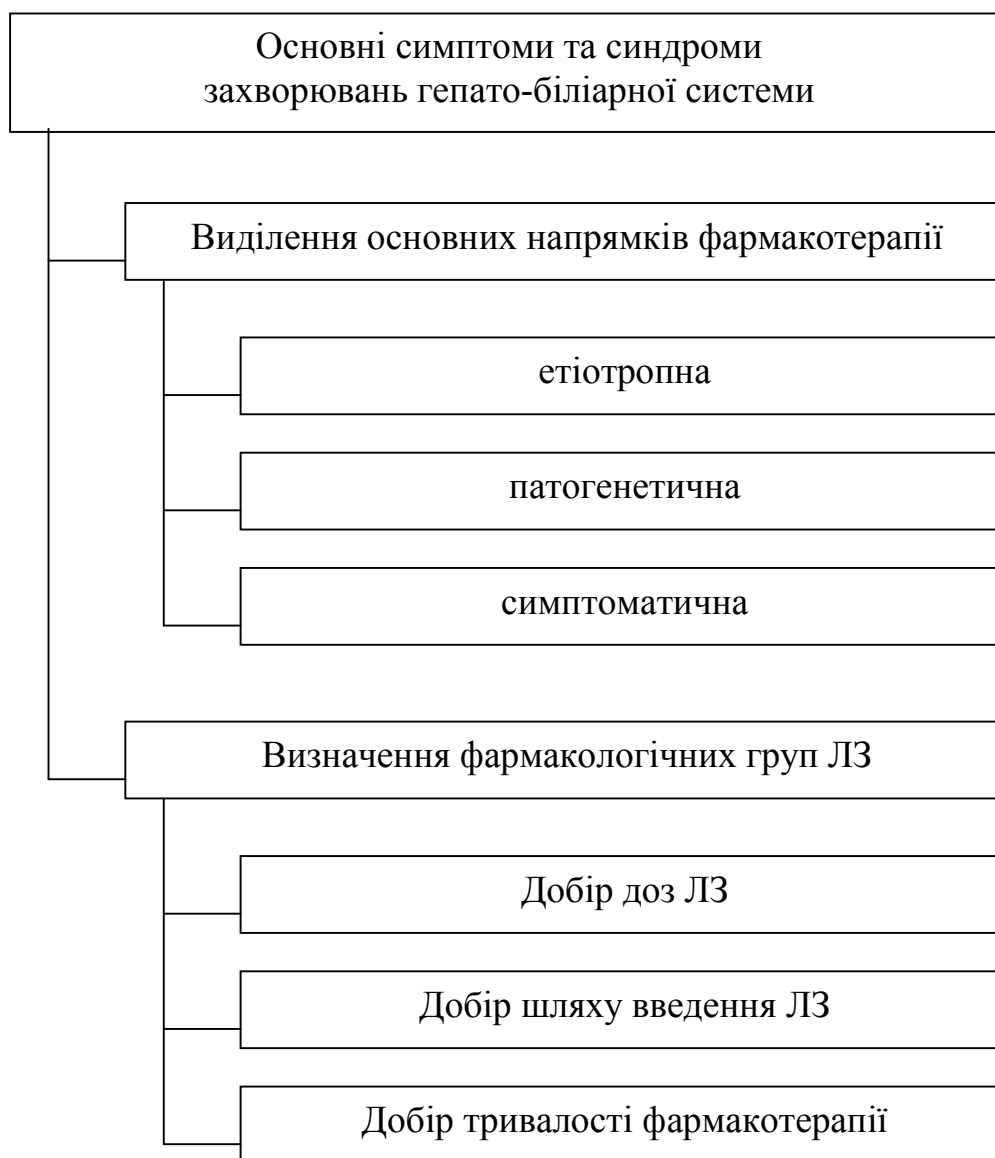 Основні симптоми та синдроми
захворювань гепато-біліарної системи
Виділення основних напрямків фармакотерапії
етіотропна
патогенетична
симптоматична
Визначення фармакологічних груп ЛЗ
Добір доз ЛЗ
Добір шляху введення ЛЗ
Добір тривалості фармакотерапії